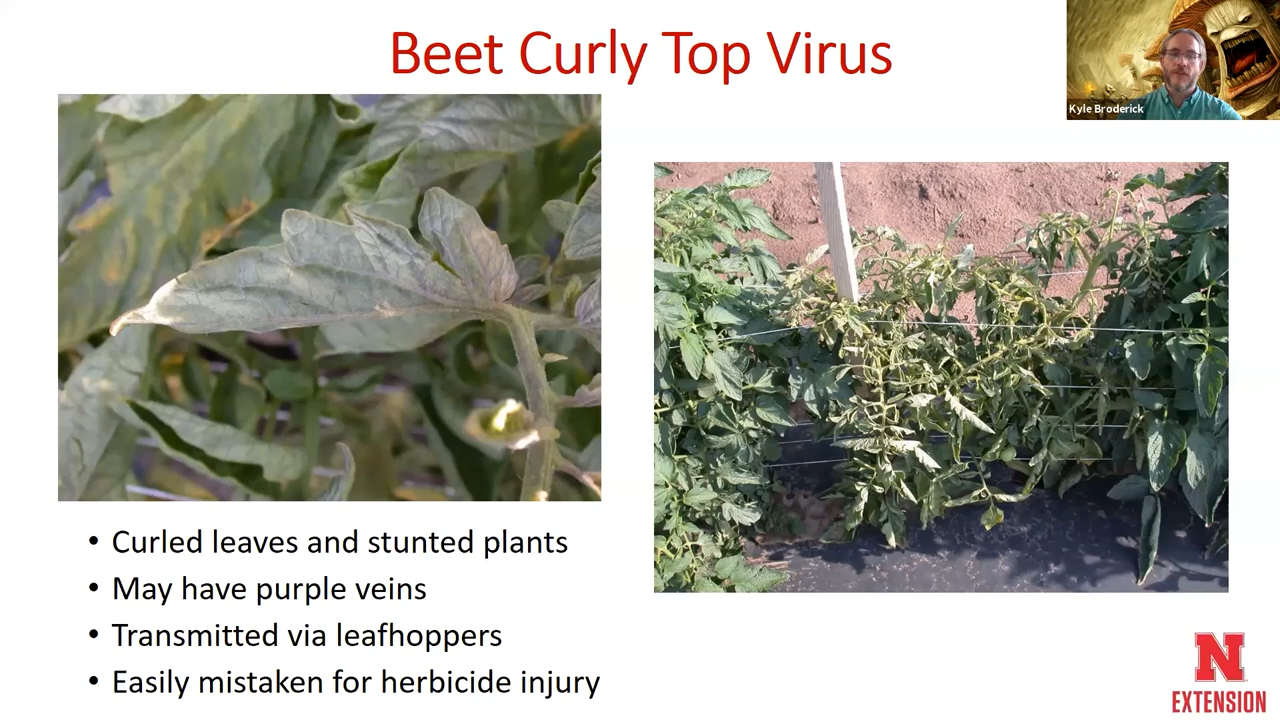 Beet Curly Top Virus
Kyle Broderick
• Curled leaves and stunted plants
• May have purple veins
• Transmitted via leafhoppers
• Easily mistaken for herbicide injury
N
EXTENSION